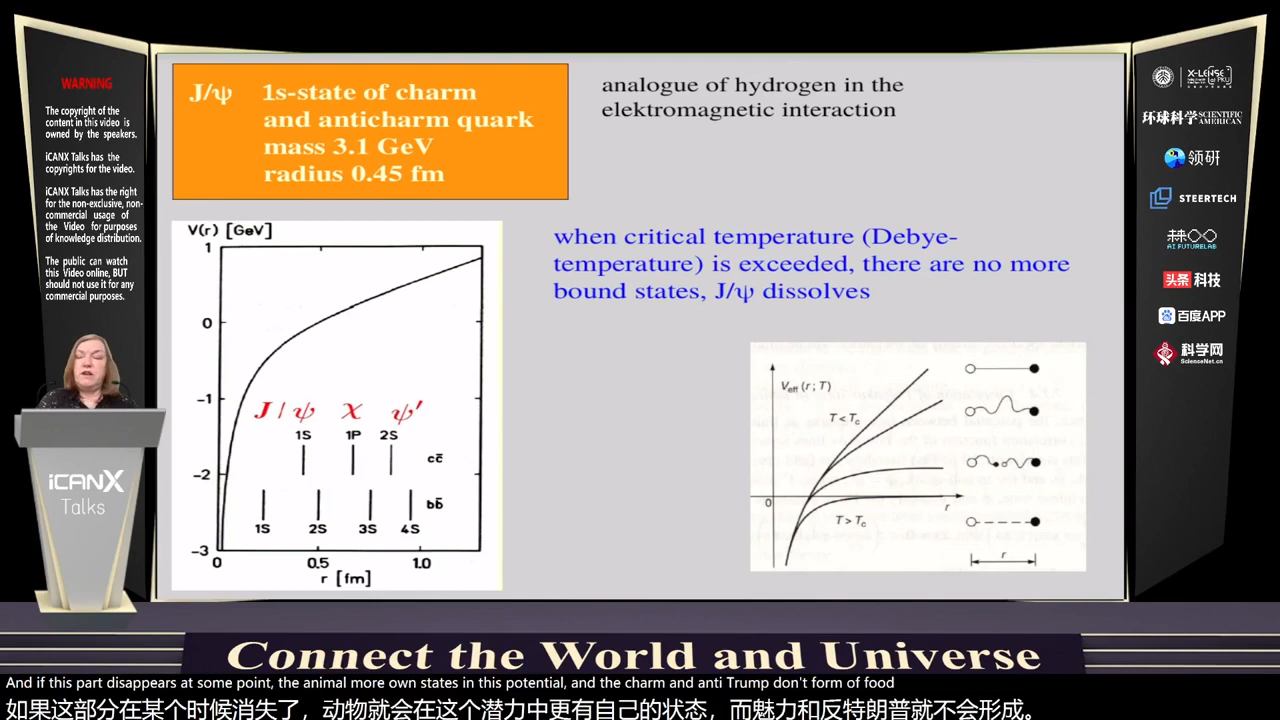 WARNING
The copyright of the
content in this video is
owned by the speakers.
iCANX Talks has the
copyrights for the video.
iCANX Talks has the right
for the non-exclusive, non-
commercial usage of
the Video for purposes
of knowledge distribution.
The public can watch
this Video online, BUT
should not use it for any
commercial purposes.
iCANX
Talks
J/ψ 1s-state of charm
and anticharm quark
mass 3.1 GeV
radius 0.45 fm
analogue of hydrogen in the
elektromagnetic interaction
when critical temperature (Debye-
temperature) is exceeded, there are no more
bound states, J/ψ dissolves
V(r) [GeV]
1
0
-1
-2
-3
J/ψ χ ψ′
1S 1P 2S
cc̄
bb̄
1S 2S 3S 4S
0 0.5 1.0
r [fm]
Veff (r; T)
T < Tc
0
r
T > Tc
r
X-LENSE
环球科学 SCIENTIFIC AMERICAN
领研
STEERTECH
AI FUTURELAB
头条 科技
百度APP
科学网
ScienceNet.cn
Connect the World and Universe
And if this part disappears at some point, the animal more own states in this potential, and the charm and anti Trump don't form of food
如果这部分在某个时候消失了，动物就会在这个潜力中更有自己的状态，而魅力和反特朗普就不会形成。